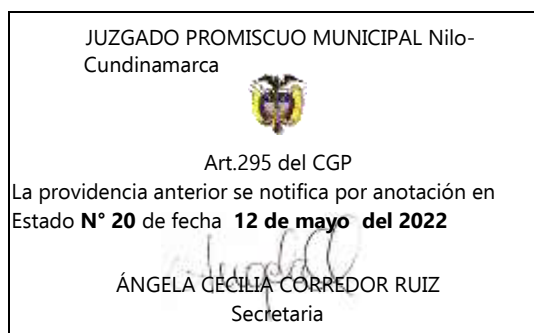 JUZGADO PROMISCUO MUNICIPAL Nilo-
Cundinamarca
Art.295 del CGP
La providencia anterior se notifica por anotación en
Estado N° 20 de fecha 12 de mayo del 2022
ÁNGELA CECILIA CORREDOR RUIZ
Secretaria